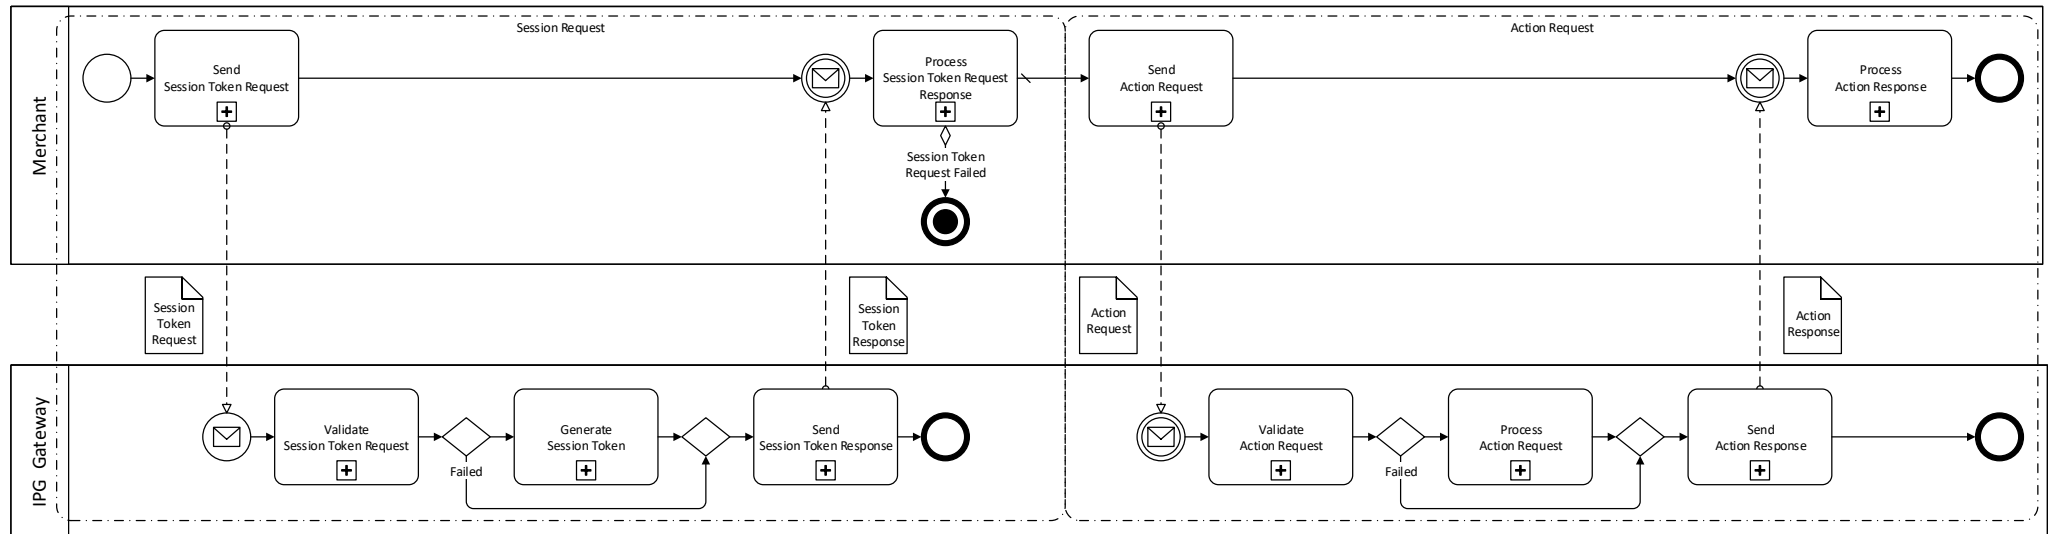 Session Request
Action Request
Merchant
Send
Session Token Request
Process
Session Token Request
Response
Session Token
Request Failed
Send
Action Request
Process
Action Response
Session
Token
Request
Session
Token
Response
Action
Request
Action
Response
IPG Gateway
Validate
Session Token Request
Failed
Generate
Session Token
Send
Session Token Response
Validate
Action Request
Failed
Process
Action Request
Send
Action Response